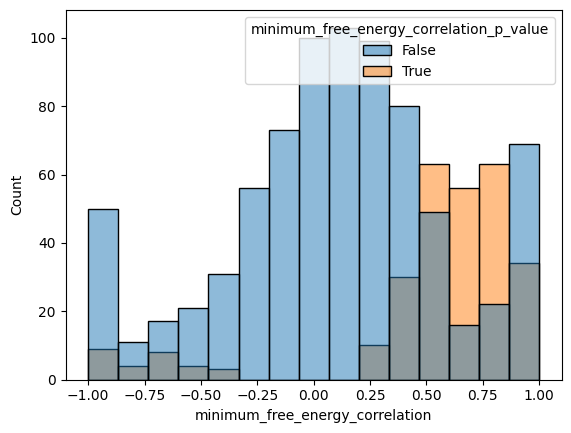 minimum_free_energy_correlation_p_value
False
True
100
80
60
40
20
0
Count
−1.00 −0.75 −0.50 −0.25 0.00 0.25 0.50 0.75 1.00
minimum_free_energy_correlation